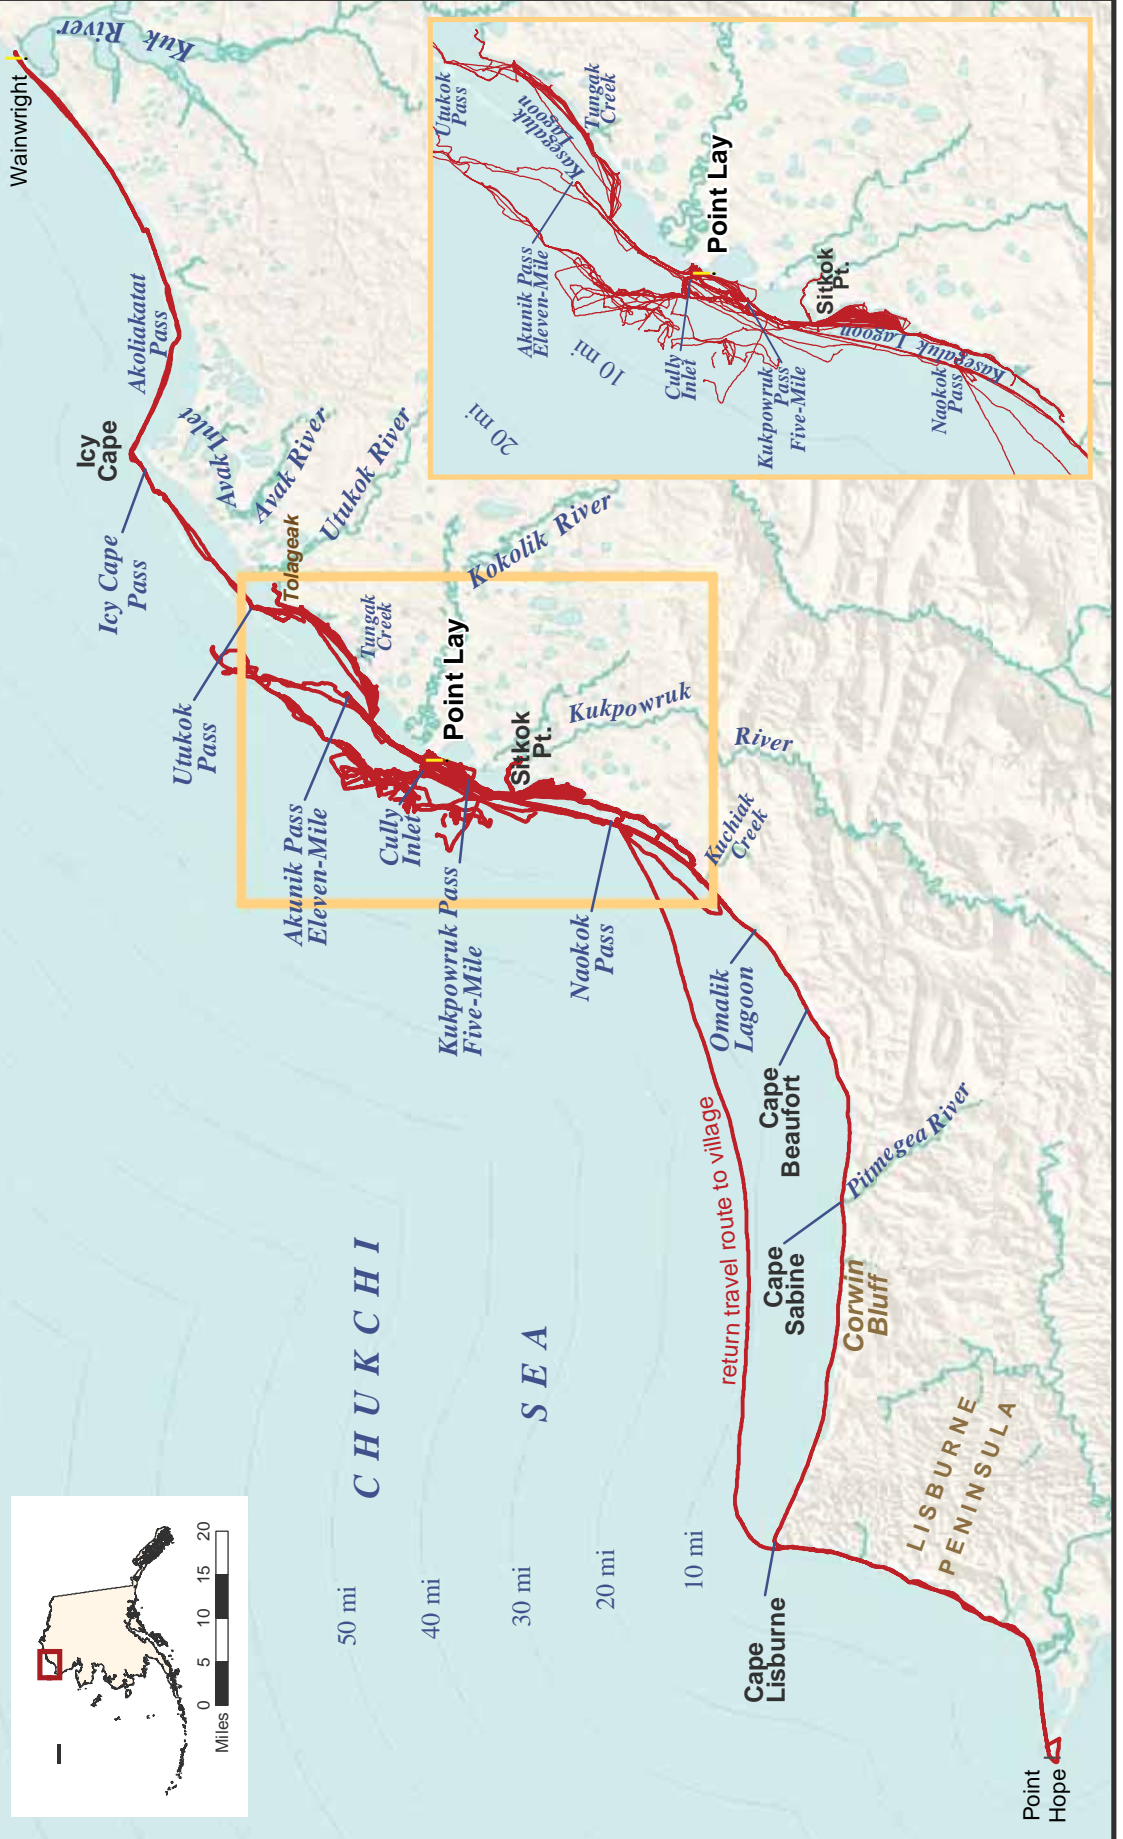 Wainwright
Kuk
River
Akoliakatat
Pass
Icy
Cape
Icy Cape
Pass
Avak Inlet
Avak River
Utukok River
Tolageak
Utukok
Pass
Tungak
Creek
Kokolik River
Akunik Pass
Eleven-Mile
Point Lay
Cully
Inlet
Sitkok
Pt.
Kukpowruk
River
Kukpowruk Pass
Five-Mile
Kuchiak
Creek
Naokok
Pass
Omalik
Lagoon
Cape
Beaufort
Pitmegea River
return travel route to village
Cape
Sabine
Corwin
Bluff
CHUKCHI
SEA
LISBURNE
PENINSULA
50 mi
40 mi
30 mi
20 mi
10 mi
Cape
Lisburne
Point
Hope
0 5 10 15 20
Miles
Utukok
Pass
Kasegaluk
Lagoon
Tungak
Creek
Akunik Pass
Eleven-Mile
Point Lay
10 mi
20 mi
Cully
Inlet
Sitkok
Pt.
Kukpowruk
Pass
Five-Mile
Kasegaluk Lagoon
Naokok
Pass